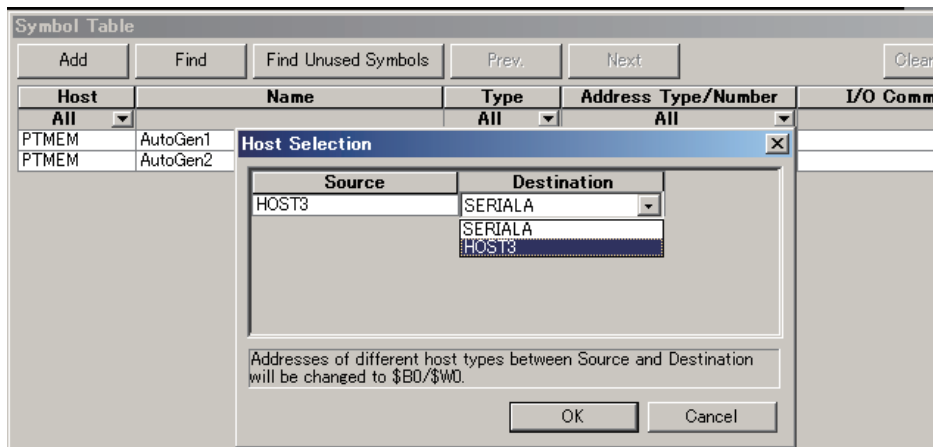 Symbol Table
Add Find Find Unused Symbols Prev. Next Clear
Host Name Type Address Type/Number I/O Comm
All All All
PTMEM AutoGen1
PTMEM AutoGen2
Host Selection
Source Destination
HOST3 SERIALA
SERIALA
HOST3
Addresses of different host types between Source and Destination
will be changed to $B0/$W0.
OK Cancel